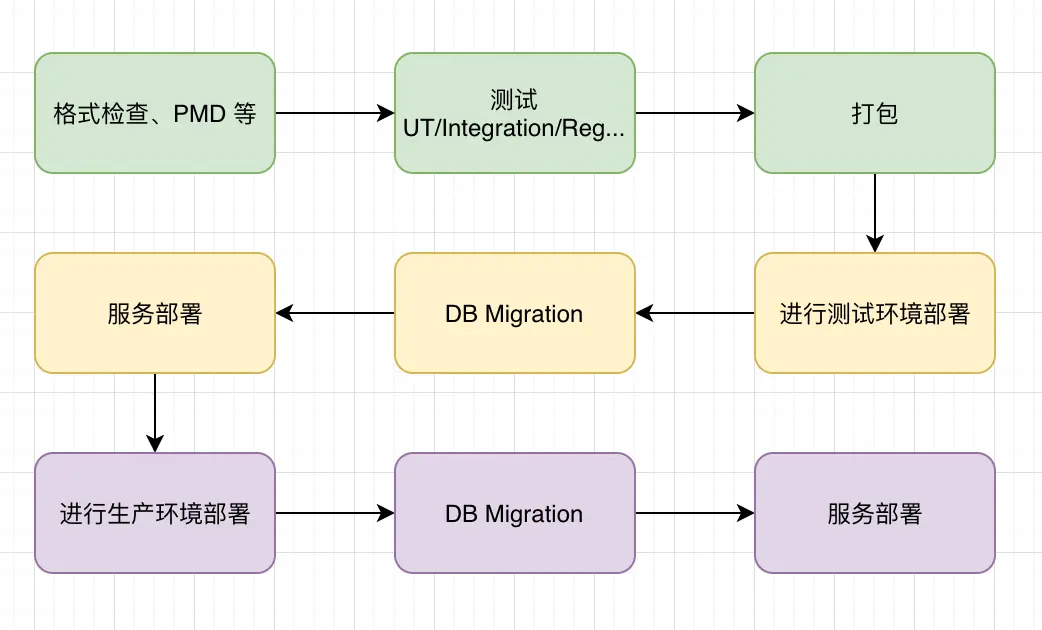 格式检查、PMD 等
测试
UT/Integration/Reg...
打包
服务部署
DB Migration
进行测试环境部署
进行生产环境部署
DB Migration
服务部署